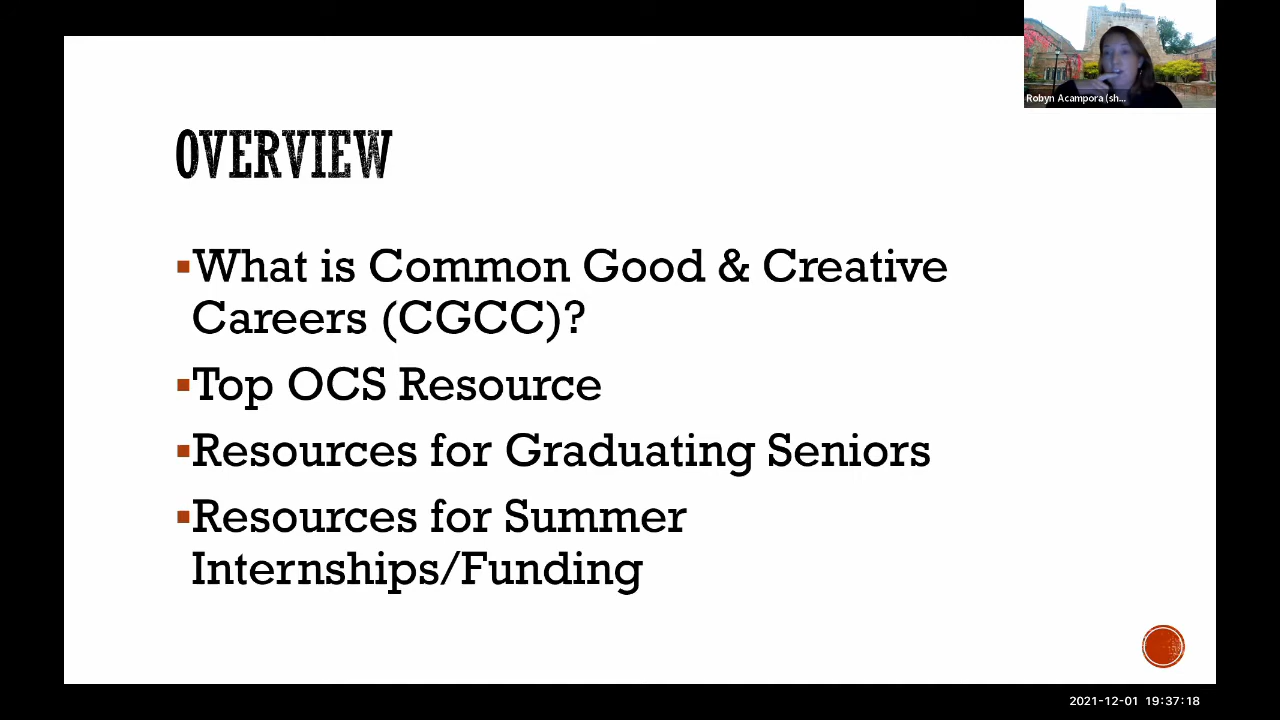 Robyn Acampora (sh...
OVERVIEW
What is Common Good & Creative
Careers (CGCC)?
Top OCS Resource
Resources for Graduating Seniors
Resources for Summer
Internships/Funding
2021-12-01 19:37:18